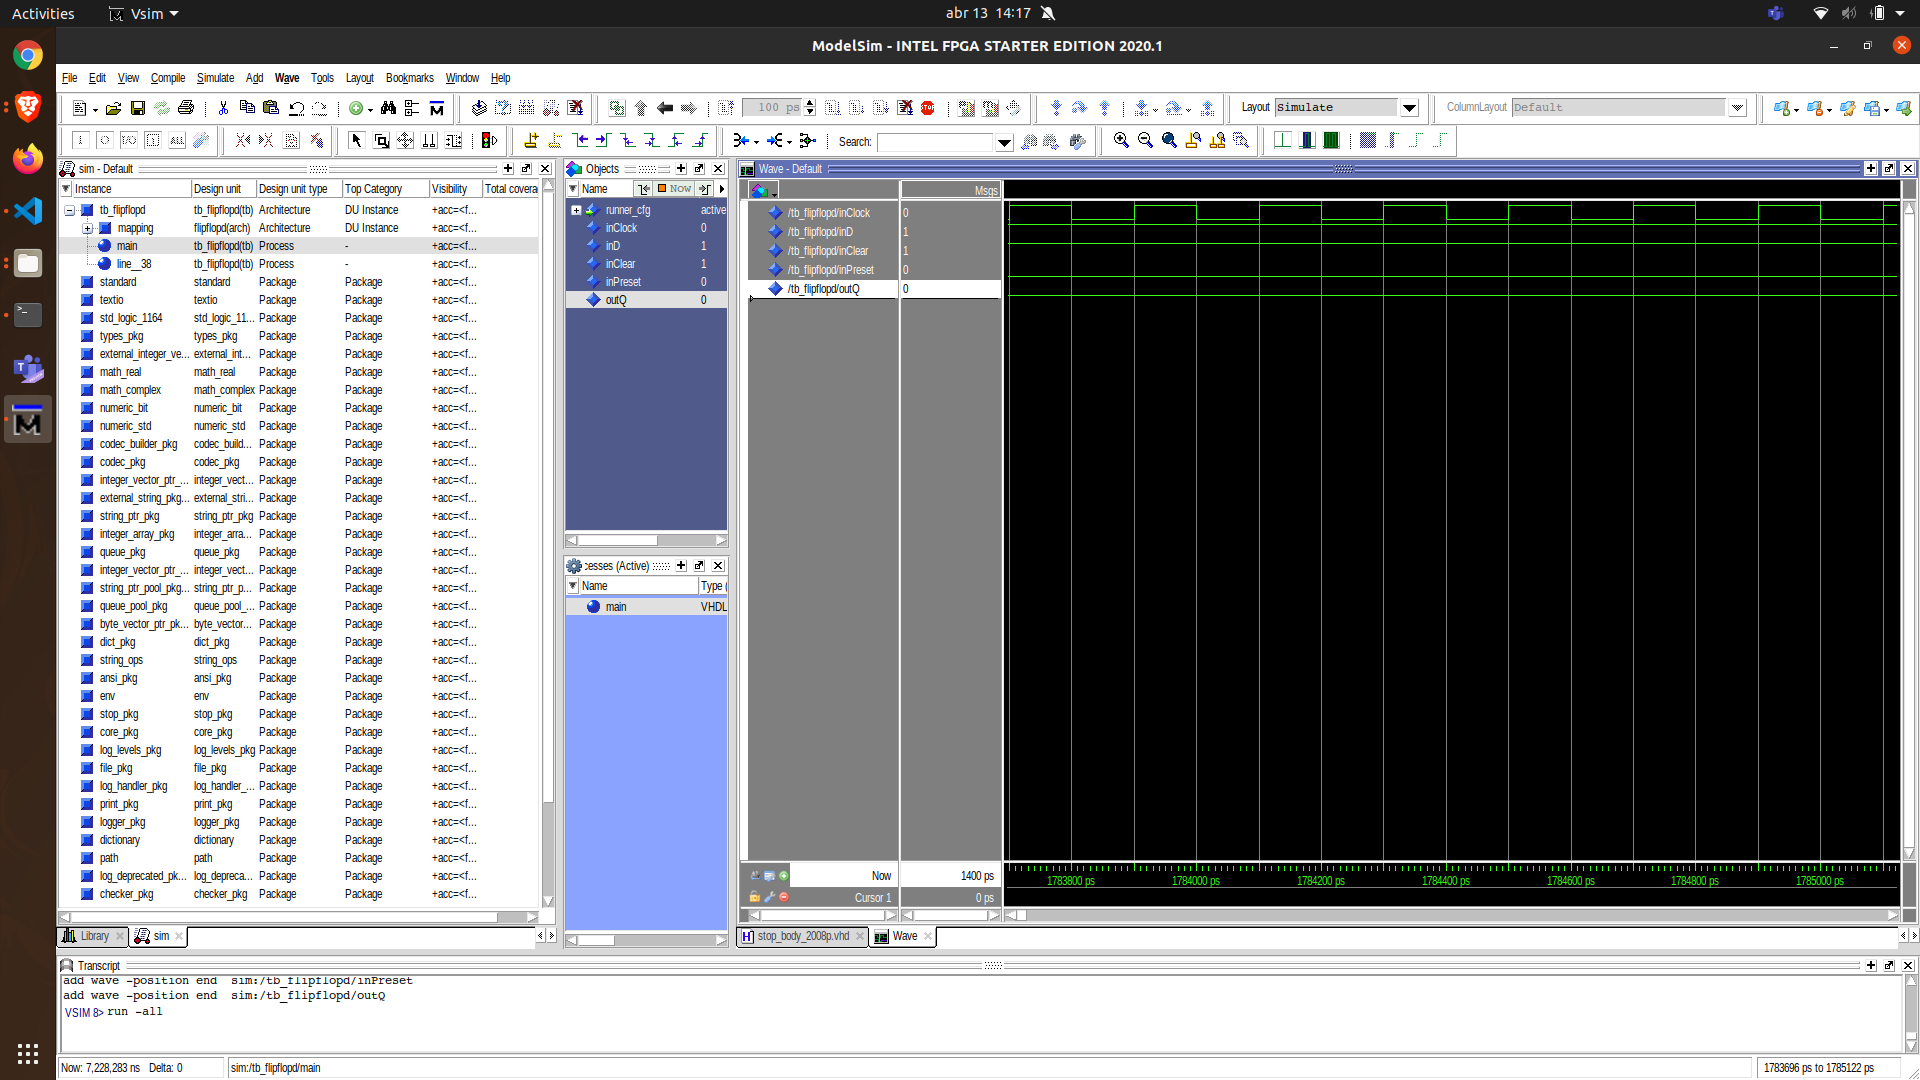 Activities
Vsim
abr 13 14:17
ModelSim - INTEL FPGA STARTER EDITION 2020.1
File Edit View Compile Simulate Add Wave Tools Layout Bookmarks Window Help
100 ps
Layout Simulate
ColumnLayout Default
Search:
sim - Default
Instance Design unit Design unit type Top Category Visibility Total covera
tb_flipflopd tb_flipflopd(tb) Architecture DU Instance +acc=<f...
mapping flipflopd(arch) Architecture DU Instance +acc=<f...
main tb_flipflopd(tb) Process - +acc=<f...
line__38 tb_flipflopd(tb) Process - +acc=<f...
standard standard Package Package +acc=<f...
textio textio Package Package +acc=<f...
std_logic_1164 std_logic_11... Package Package +acc=<f...
types_pkg types_pkg Package Package +acc=<f...
external_integer_ve... external_int... Package Package +acc=<f...
math_real math_real Package Package +acc=<f...
math_complex math_complex Package Package +acc=<f...
numeric_bit numeric_bit Package Package +acc=<f...
numeric_std numeric_std Package Package +acc=<f...
codec_builder_pkg codec_build... Package Package +acc=<f...
codec_pkg codec_pkg Package Package +acc=<f...
integer_vector_ptr_... integer_vect... Package Package +acc=<f...
external_string_pkg... external_stri... Package Package +acc=<f...
string_ptr_pkg string_ptr_pkg Package Package +acc=<f...
integer_array_pkg integer_arra... Package Package +acc=<f...
queue_pkg queue_pkg Package Package +acc=<f...
integer_vector_ptr_... integer_vect... Package Package +acc=<f...
string_ptr_pool_pkg... string_ptr_p... Package Package +acc=<f...
queue_pool_pkg queue_pool_... Package Package +acc=<f...
byte_vector_ptr_pk... byte_vector... Package Package +acc=<f...
dict_pkg dict_pkg Package Package +acc=<f...
string_ops string_ops Package Package +acc=<f...
ansi_pkg ansi_pkg Package Package +acc=<f...
env env Package Package +acc=<f...
stop_pkg stop_pkg Package Package +acc=<f...
core_pkg core_pkg Package Package +acc=<f...
log_levels_pkg log_levels_pkg Package Package +acc=<f...
file_pkg file_pkg Package Package +acc=<f...
log_handler_pkg log_handler_... Package Package +acc=<f...
print_pkg print_pkg Package Package +acc=<f...
logger_pkg logger_pkg Package Package +acc=<f...
dictionary dictionary Package Package +acc=<f...
path path Package Package +acc=<f...
log_deprecated_pk... log_depreca... Package Package +acc=<f...
checker_pkg checker_pkg Package Package +acc=<f...
Library sim
Objects
Name Now
runner_cfg active
inClock 0
inD 1
inClear 1
inPreset 0
outQ 0
cesses (Active)
Name Type (
main VHDL
Wave - Default
Msgs
/tb_flipflopd/inClock 0
/tb_flipflopd/inD 1
/tb_flipflopd/inClear 1
/tb_flipflopd/inPreset 0
/tb_flipflopd/outQ 0
Now 1400 ps
Cursor 1 0 ps
1783800 ps 1784000 ps 1784200 ps 1784400 ps 1784600 ps 1784800 ps 1785000 ps
stop_body_2008p.vhd Wave
Transcript
add wave -position end sim:/tb_flipflopd/inPreset
add wave -position end sim:/tb_flipflopd/outQ
VSIM 8> run -all
Now: 7,228,283 ns Delta: 0
sim:/tb_flipflopd/main
1783696 ps to 1785122 ps